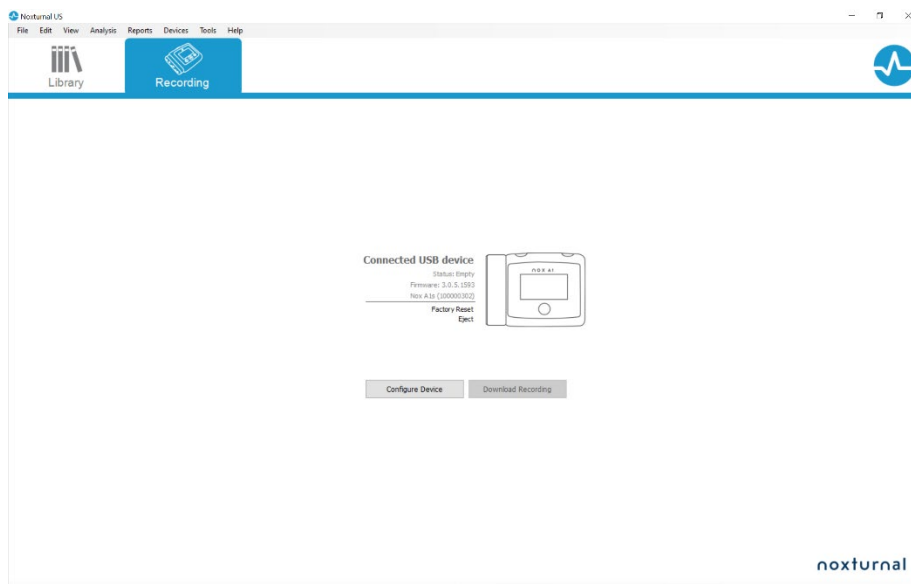 Noxturnal US
File Edit View Analysis Reports Devices Tools Help
Library
Recording
Connected USB device
Status: Empty
Firmware: 3.0.5.1593
Nox A1s (100000302)
Factory Reset
Eject
NOX A1
Configure Device
Download Recording
noxturnal